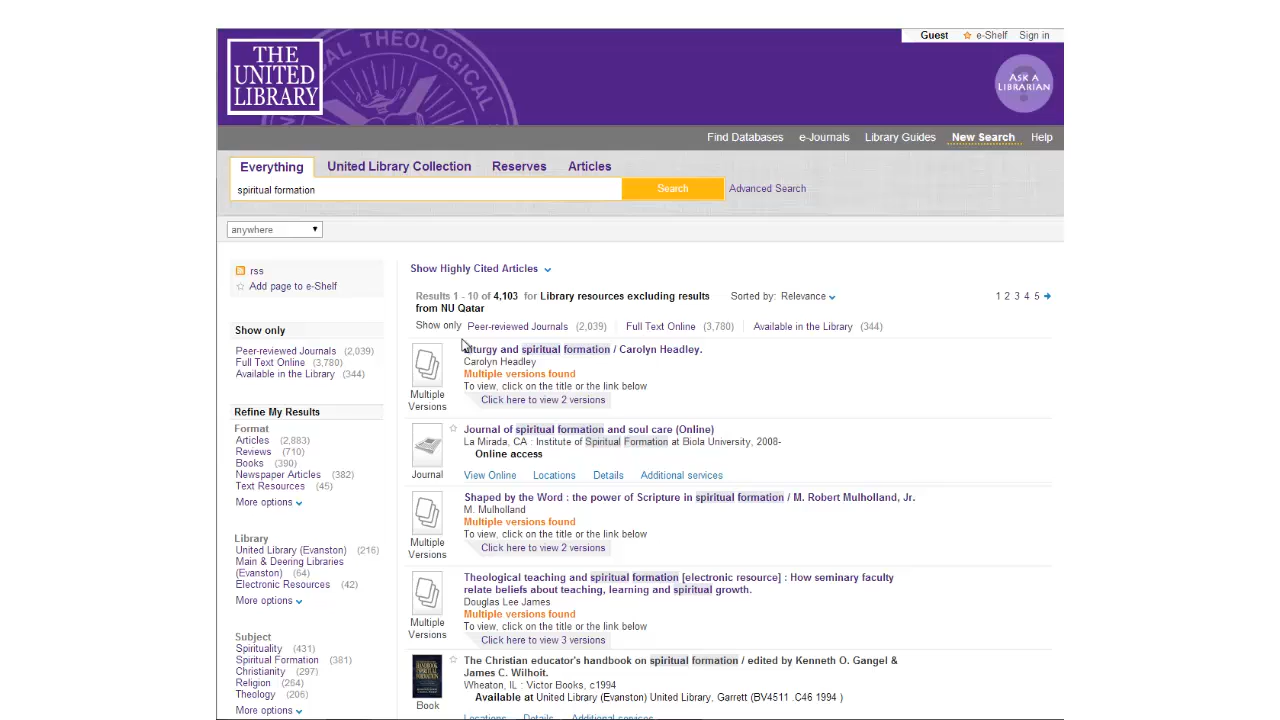 Guest e-Shelf Sign in
THE
UNITED
LIBRARY
AL THEOLOGICAL
ASK A
LIBRARIAN
Find Databases e-Journals Library Guides New Search Help
Everything United Library Collection Reserves Articles
spiritual formation Search Advanced Search
anywhere
rss
Add page to e-Shelf
Show only
Peer-reviewed Journals (2,039)
Full Text Online (3,780)
Available in the Library (344)
Refine My Results
Format
Articles (2,883)
Reviews (710)
Books (390)
Newspaper Articles (382)
Text Resources (45)
More options
Library
United Library (Evanston) (216)
Main & Deering Libraries
(Evanston) (64)
Electronic Resources (42)
More options
Subject
Spirituality (431)
Spiritual Formation (381)
Christianity (297)
Religion (264)
Theology (206)
More options
Show Highly Cited Articles
Results 1 - 10 of 4,103 for Library resources excluding results
from NU Qatar
Sorted by: Relevance
1 2 3 4 5
Show only Peer-reviewed Journals (2,039) Full Text Online (3,780) Available in the Library (344)
Liturgy and spiritual formation / Carolyn Headley.
Carolyn Headley
Multiple versions found
To view, click on the title or the link below
Click here to view 2 versions
Multiple
Versions
Journal of spiritual formation and soul care (Online)
La Mirada, CA : Institute of Spiritual Formation at Biola University, 2008-
Online access
View Online Locations Details Additional services
Journal
Shaped by the Word : the power of Scripture in spiritual formation / M. Robert Mulholland, Jr.
M. Mulholland
Multiple versions found
To view, click on the title or the link below
Click here to view 2 versions
Multiple
Versions
Theological teaching and spiritual formation [electronic resource] : How seminary faculty
relate beliefs about teaching, learning and spiritual growth.
Douglas Lee James
Multiple versions found
To view, click on the title or the link below
Click here to view 3 versions
Multiple
Versions
The Christian educator's handbook on spiritual formation / edited by Kenneth O. Gangel &
James C. Wilhoit.
Wheaton, IL : Victor Books, c1994
Available at United Library (Evanston) United Library, Garrett (BV4511 .C46 1994 )
Book
Locations Details Additional services